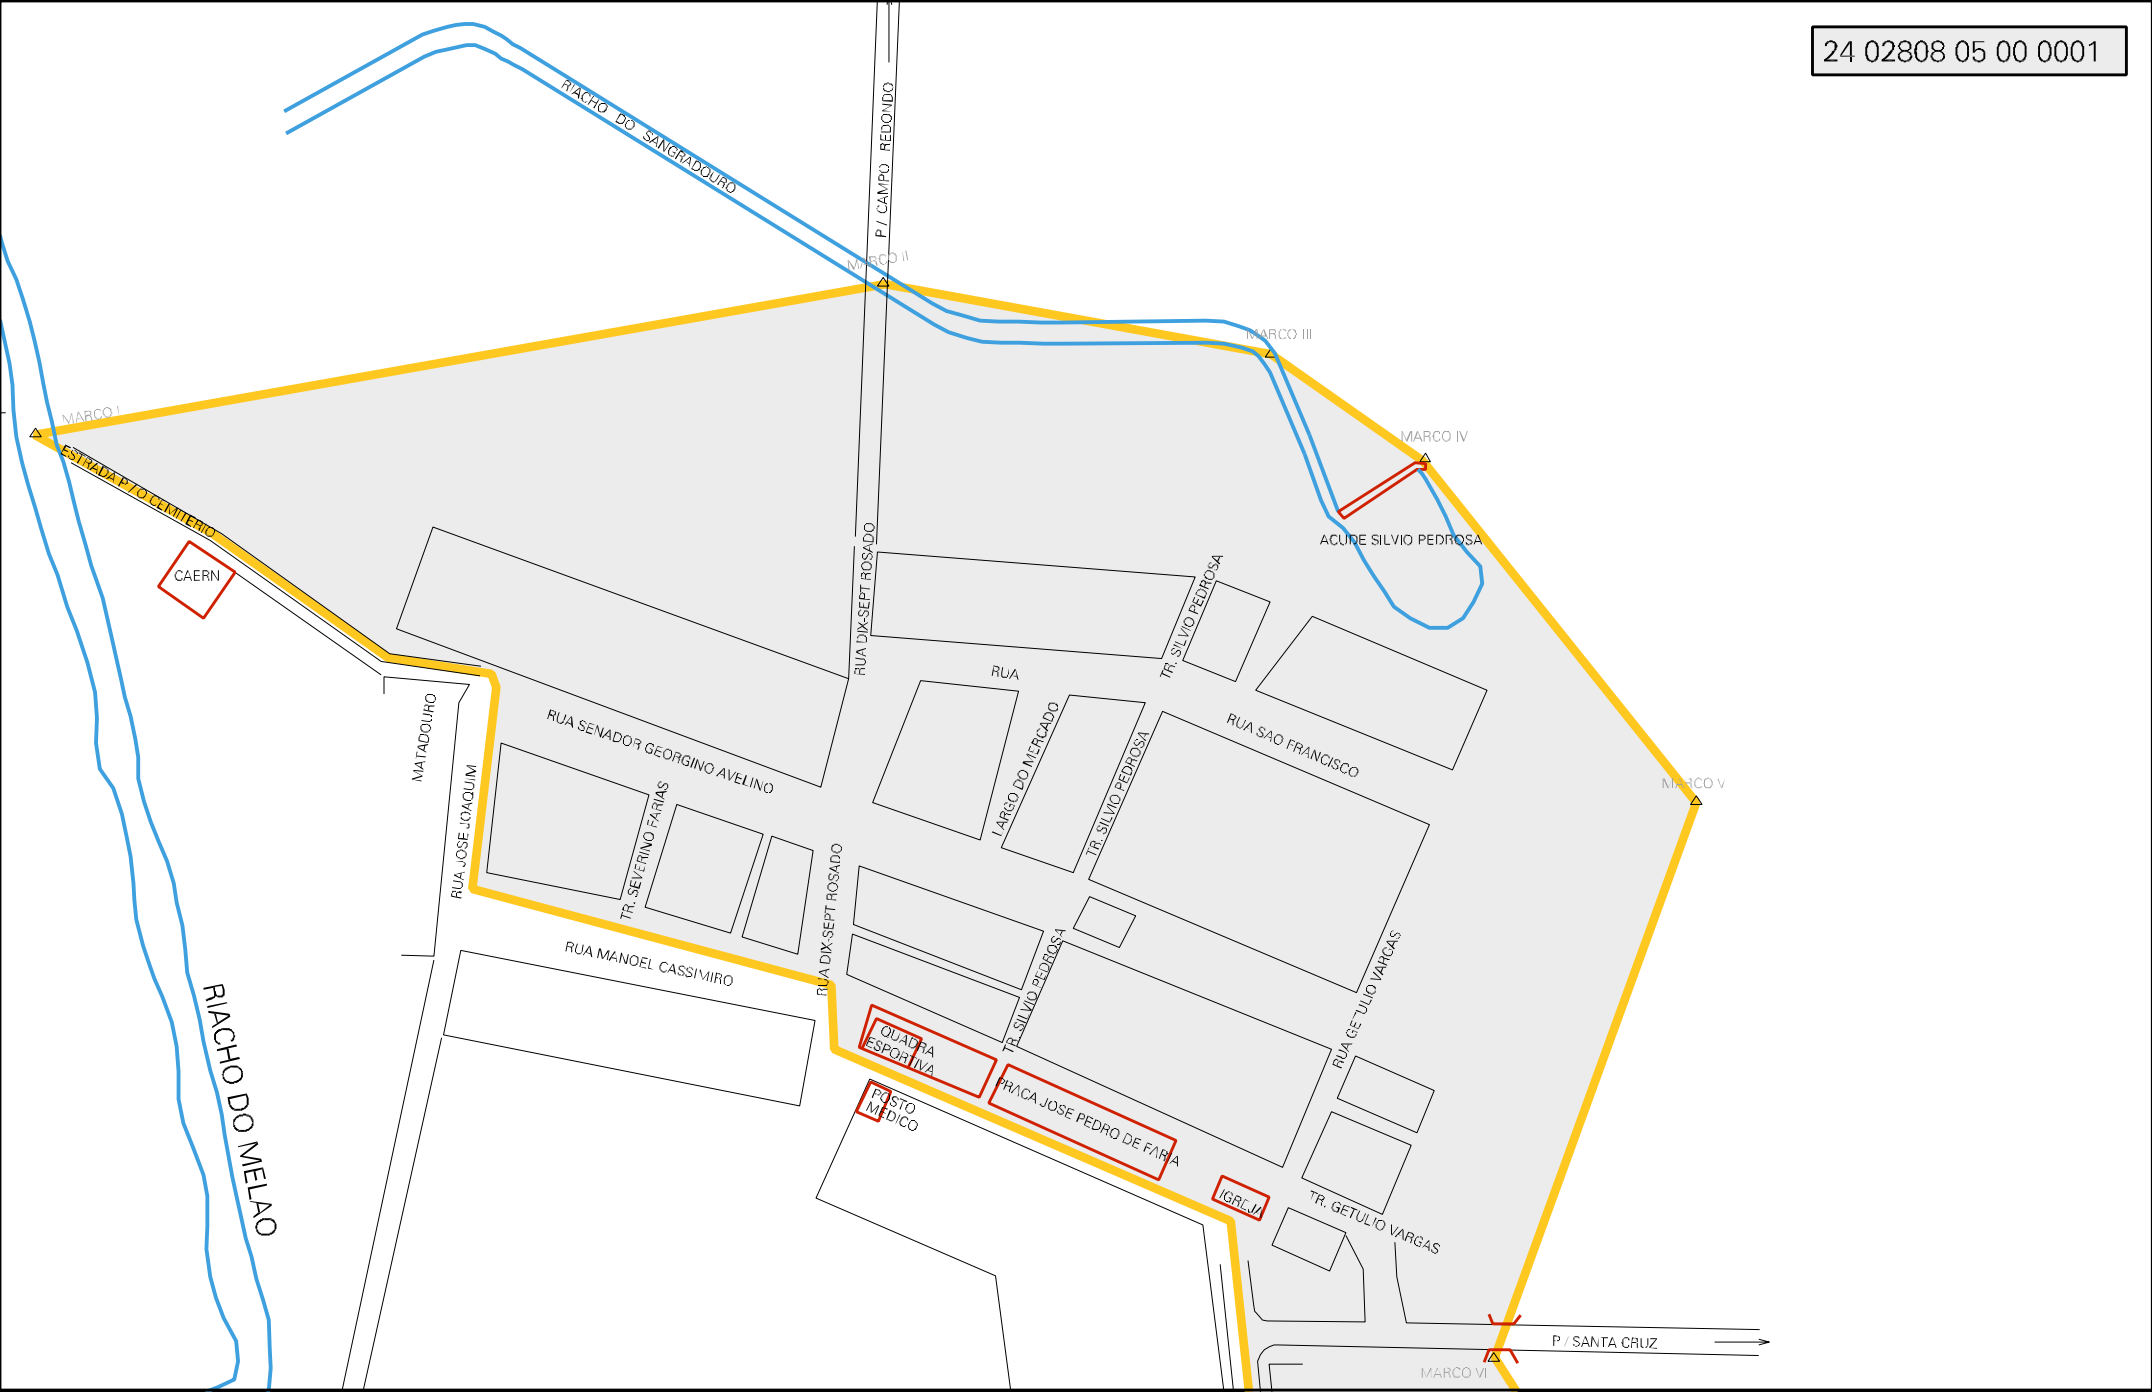 24 02808 05 00 0001
RIACHO DO SANGRADOURO
P / CAMPO REDONDO
MARCO II
MARCO III
MARCO I
MARCO IV
ESTRADA P / O CEMITERIO
ACUDE SILVIO PEDROSA
CAERN
RUA DIX-SEPT ROSADO
TR. SILVIO PEDROSA
RUA
MATADOURO
RUA SENADOR GEORGINO AVELINO
LARGO DO MERCADO
TR. SILVIO PEDROSA
RUA SAO FRANCISCO
MARCO V
RUA JOSE JOAQUIM
TR. SEVERINO FARIAS
RUA DIX-SEPT ROSADO
RUA MANOEL CASSIMIRO
TR. SILVIO PEDROSA
RUA GETULIO VARGAS
RIACHO DO MELAO
QUADRA
ESPORTIVA
POSTO
MEDICO
PRACA JOSE PEDRO DE FARIA
IGREJA
TR. GETULIO VARGAS
P / SANTA CRUZ
MARCO VI